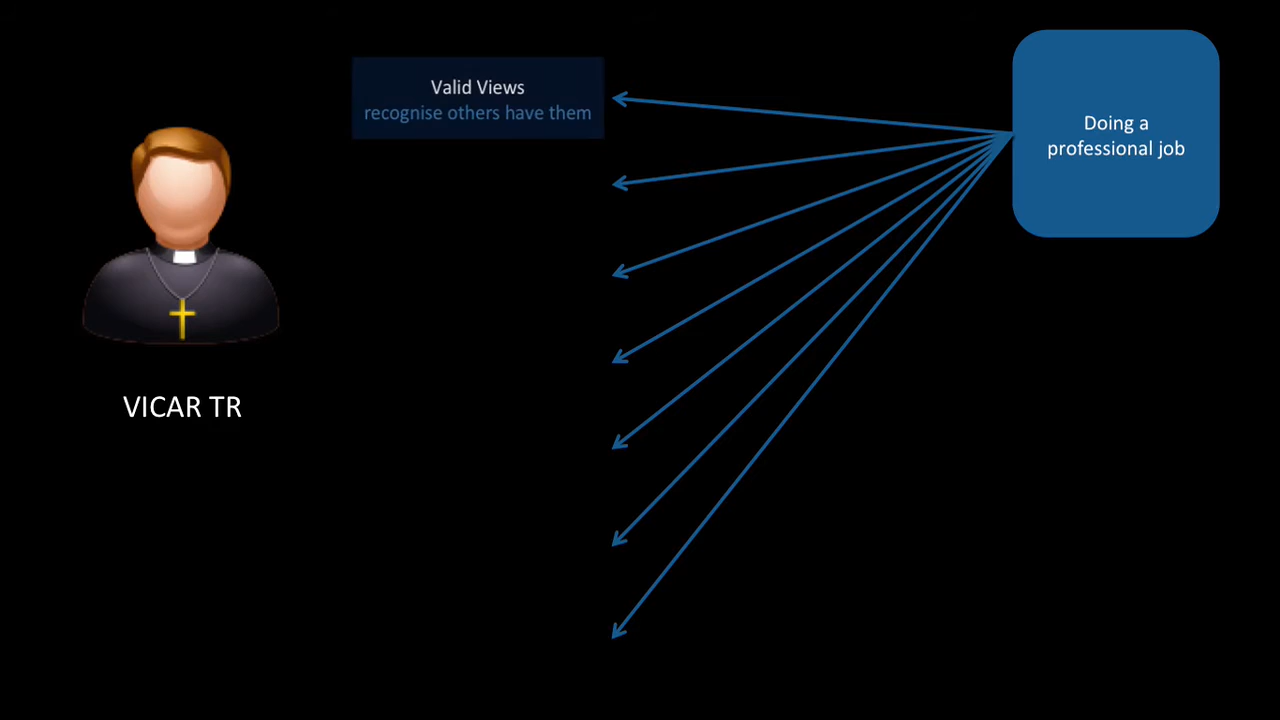 Valid Views
recognise others have them
Doing a
professional job
VICAR TR